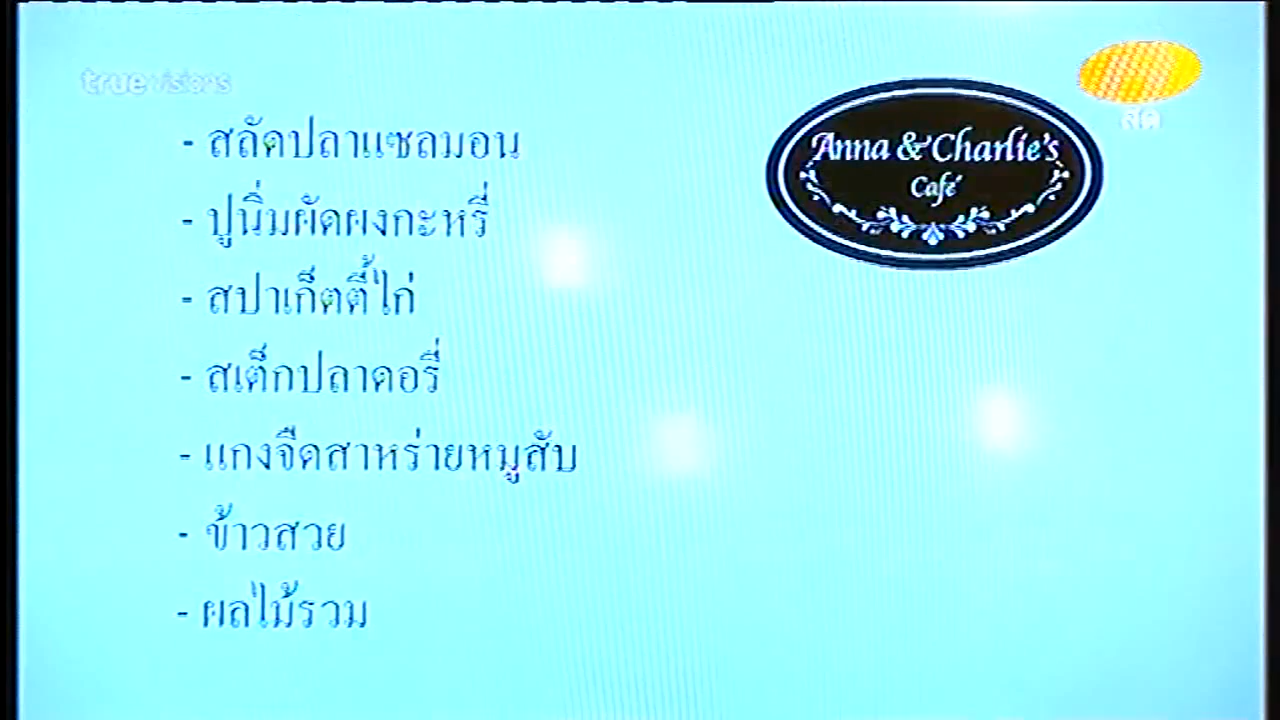 truevisions
สด
Anna & Charlie's
Café
- สลัดปลาแซลมอน
- ปูนิ่มผัดผงกะหรี่
- สปาเก็ตตี้ไก่
- สเต็กปลาดอรี่
- แกงจืดสาหร่ายหมูสับ
- ข้าวสวย
- ผลไม้รวม